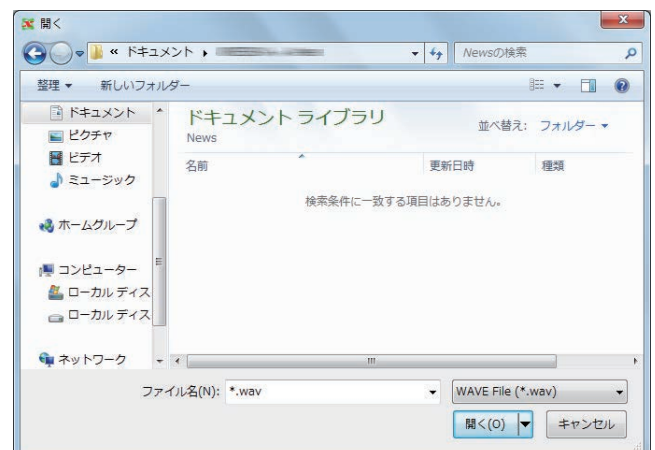 開く
« ドキュメント
Newsの検索
整理
新しいフォルダー
ドキュメント
ピクチャ
ビデオ
ミュージック
ホームグループ
コンピューター
ローカル ディス
ローカル ディス
ネットワーク
ドキュメント ライブラリ
News
並べ替え: フォルダー
名前
更新日時
種類
検索条件に一致する項目はありません。
ファイル名(N): *.wav
WAVE File (*.wav)
開く(O)
キャンセル